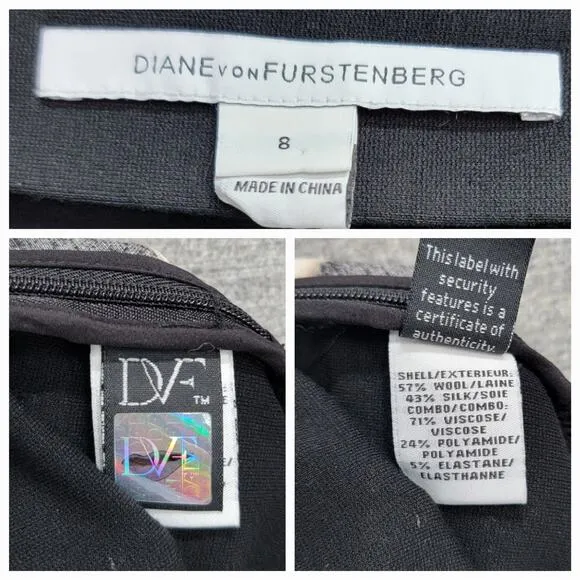 DIANE VON FURSTENBERG
8
MADE IN CHINA
DVF
TM
DVF
This label with
security
features is a
certificate of
authenticity.
SHELL/EXTERIEUR:
57% WOOL/LAINE
43% SILK/SOIE
COMBO/COMBO:
71% VISCOSE/
VISCOSE
24% POLYAMIDE/
POLYAMIDE
5% ELASTANE/
ELASTHANNE